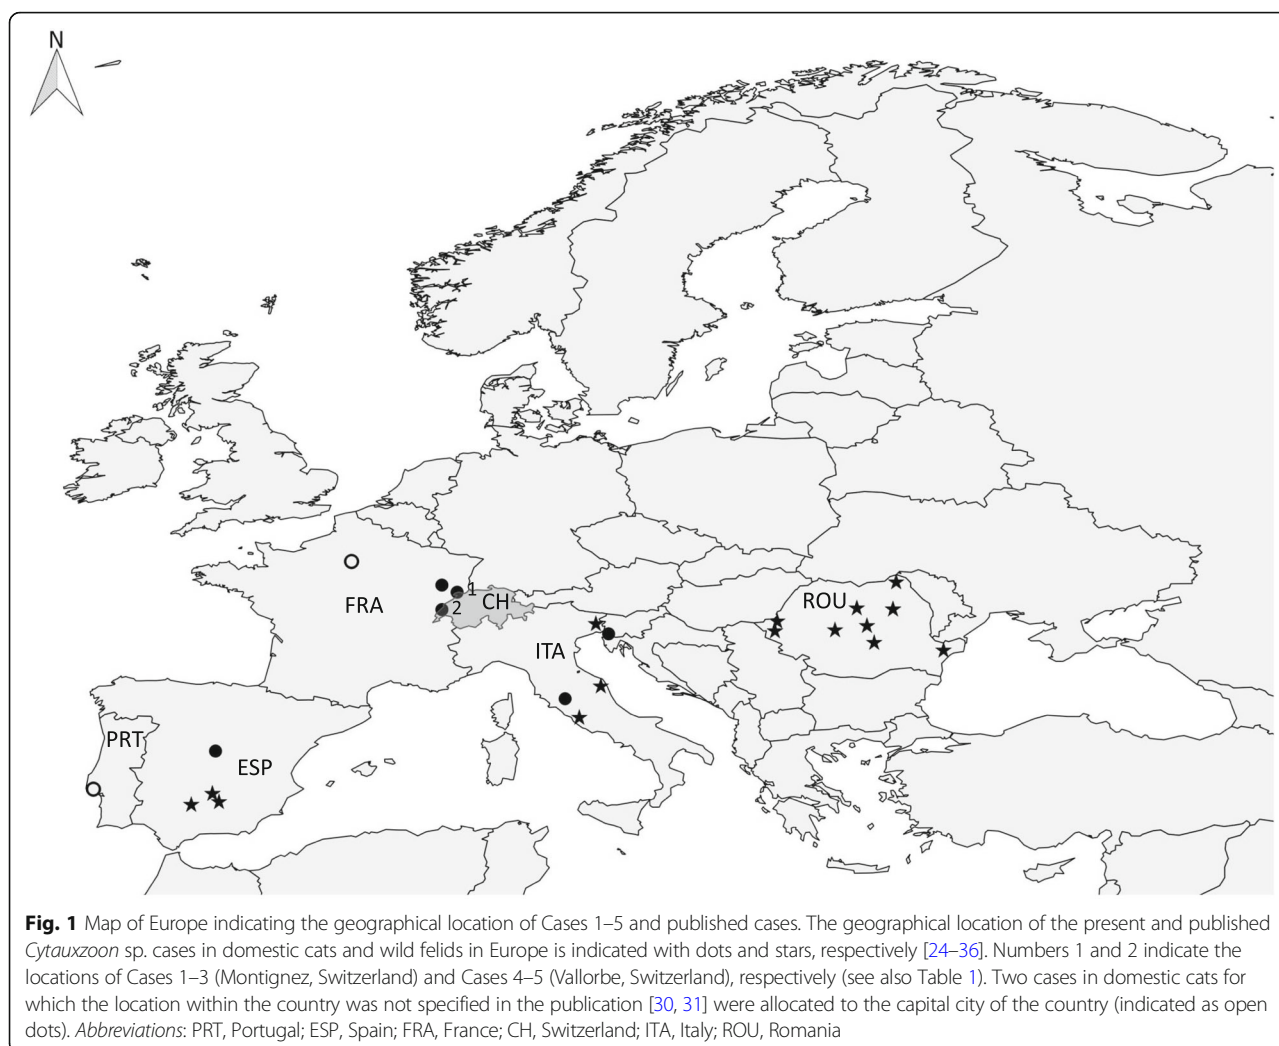 N
1
CH
2
FRA
ROU
ITA
PRT
ESP
Fig. 1 Map of Europe indicating the geographical location of Cases 1–5 and published cases. The geographical location of the present and published
Cytauxzoon sp. cases in domestic cats and wild felids in Europe is indicated with dots and stars, respectively [24–36]. Numbers 1 and 2 indicate the
locations of Cases 1–3 (Montignez, Switzerland) and Cases 4–5 (Vallorbe, Switzerland), respectively (see also Table 1). Two cases in domestic cats for
which the location within the country was not specified in the publication [30, 31] were allocated to the capital city of the country (indicated as open
dots). Abbreviations: PRT, Portugal; ESP, Spain; FRA, France; CH, Switzerland; ITA, Italy; ROU, Romania